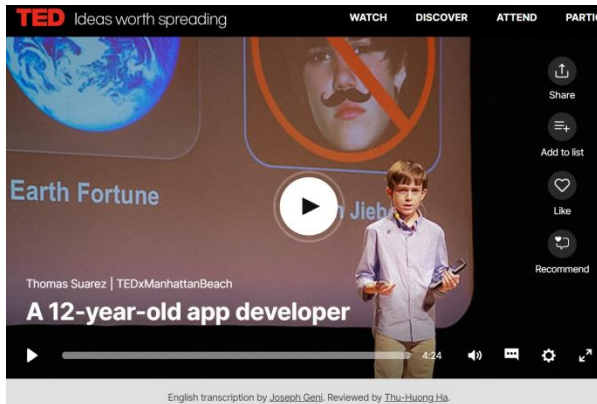 TED Ideas worth spreading
WATCH DISCOVER ATTEND
Share
Add to list
Earth Fortune
Like
Recommend
Thomas Suarez | TEDxManhattanBeach
A 12-year-old app developer
4:24
English transcription by Joseph Geni. Reviewed by Thu-Huong Ha.